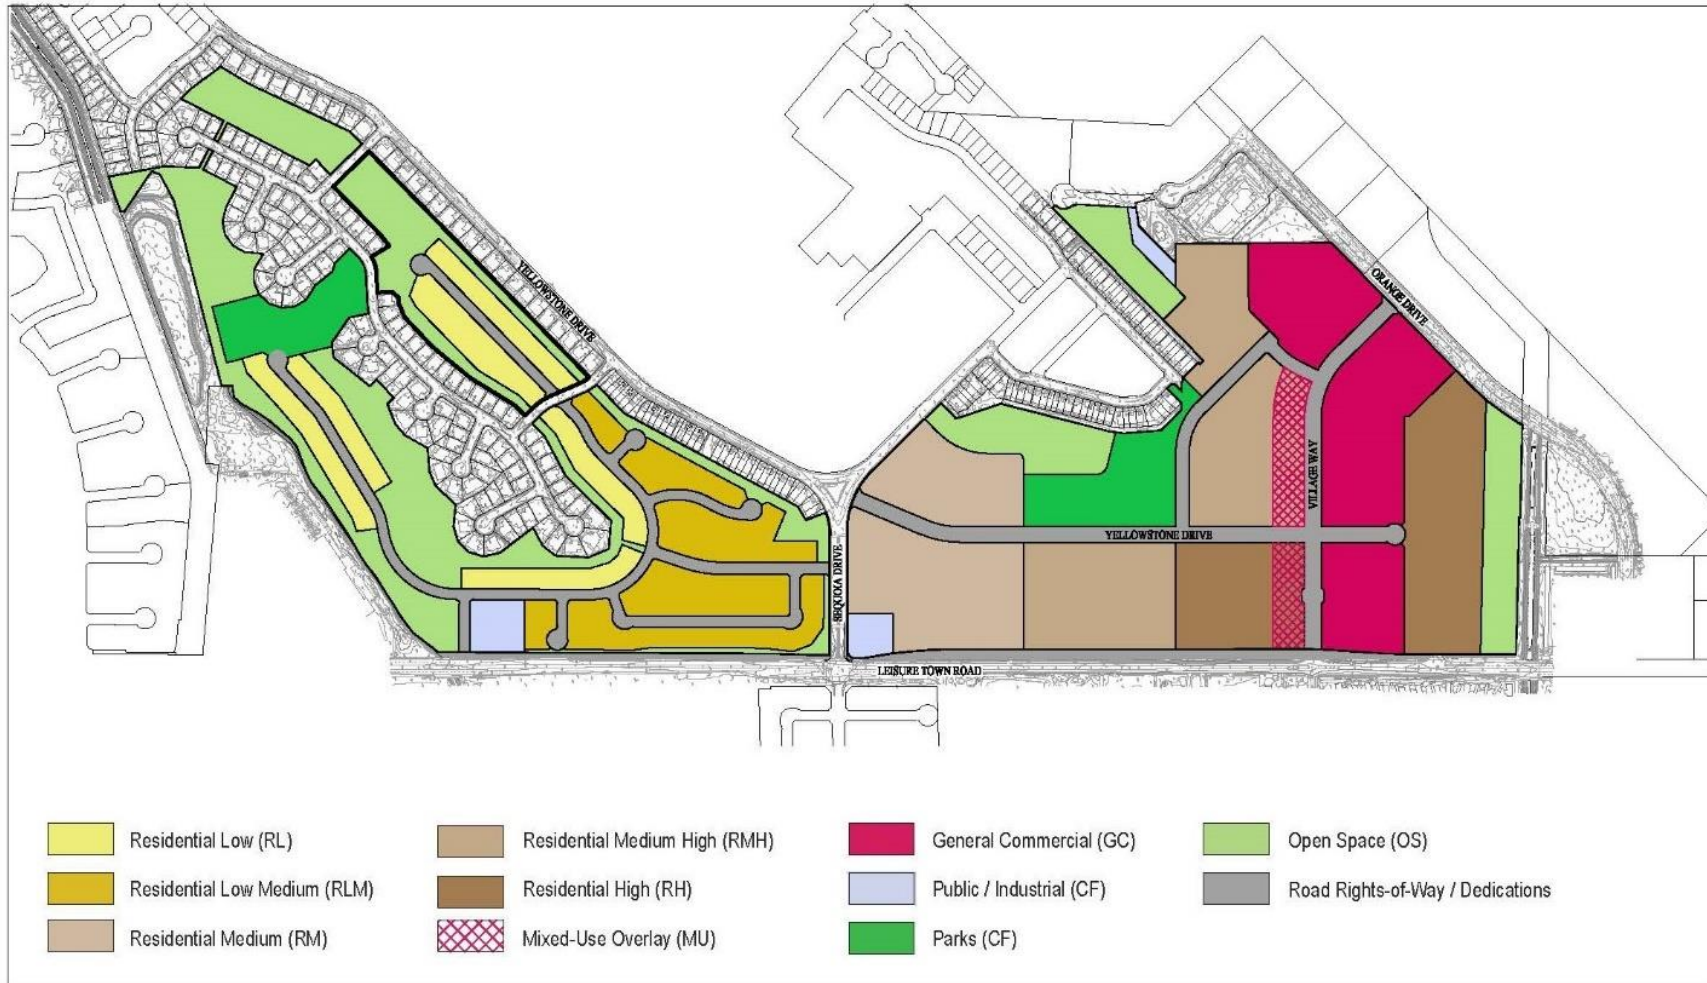 YELLOWSTONE DRIVE
ORANGE DRIVE
VILLAGE WAY
YELLOWSTONE DRIVE
SEQUOIA DRIVE
LEISURE TOWN ROAD
Residential Low (RL)
Residential Medium High (RMH)
General Commercial (GC)
Open Space (OS)
Residential Low Medium (RLM)
Residential High (RH)
Public / Industrial (CF)
Road Rights-of-Way / Dedications
Residential Medium (RM)
Mixed-Use Overlay (MU)
Parks (CF)